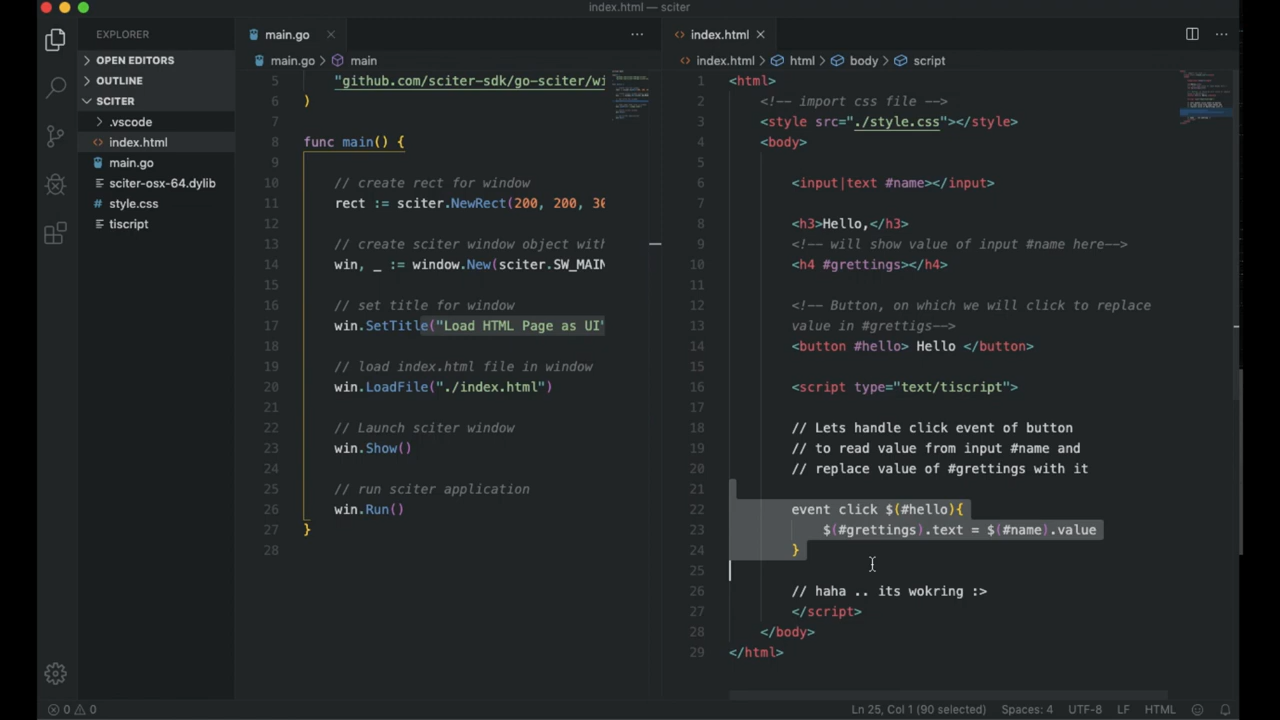 index.html — sciter
EXPLORER
OPEN EDITORS
OUTLINE
SCITER
.vscode
index.html
main.go
sciter-osx-64.dylib
style.css
tiscript
main.go
main.go > main
5 "github.com/sciter-sdk/go-sciter/wi
6 )
7
8 func main() {
9
10 // create rect for window
11 rect := sciter.NewRect(200, 200, 30
12
13 // create sciter window object with
14 win, _ := window.New(sciter.SW_MAIN
15
16 // set title for window
17 win.SetTitle("Load HTML Page as UI"
18
19 // load index.html file in window
20 win.LoadFile("./index.html")
21
22 // Launch sciter window
23 win.Show()
24
25 // run sciter application
26 win.Run()
27 }
28
index.html
index.html > html > body > script
1 <html>
2 <!-- import css file -->
3 <style src="./style.css"></style>
4 <body>
5
6 <input|text #name></input>
7
8 <h3>Hello,</h3>
9 <!-- will show value of input #name here-->
10 <h4 #grettings></h4>
11
12 <!-- Button, on which we will click to replace
13 value in #grettigs-->
14 <button #hello> Hello </button>
15
16 <script type="text/tiscript">
17
18 // Lets handle click event of button
19 // to read value from input #name and
20 // replace value of #grettings with it
21
22 event click $(#hello){
23 $(#grettings).text = $(#name).value
24 }
25
26 // haha .. its wokring :>
27 </script>
28 </body>
29 </html>
0 0
Ln 25, Col 1 (90 selected) Spaces: 4 UTF-8 LF HTML